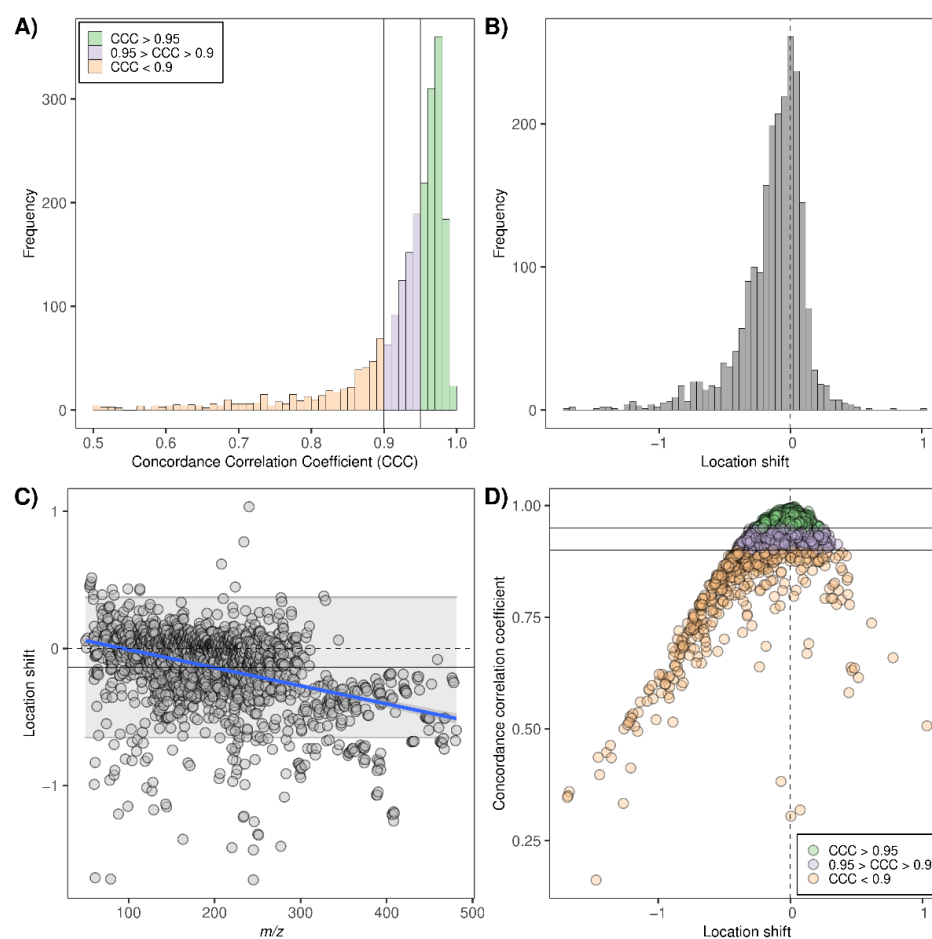 A)
CCC > 0.95
0.95 > CCC > 0.9
CCC < 0.9
Frequency
300
200
100
0
0.5 0.6 0.7 0.8 0.9 1.0
Concordance Correlation Coefficient (CCC)
B)
Frequency
200
100
0
−1 0 1
Location shift
C)
Location shift
1
0
−1
100 200 300 400 500
m/z
D)
Concordance correlation coefficient
1.00
0.75
0.50
0.25
CCC > 0.95
0.95 > CCC > 0.9
CCC < 0.9
−1 0 1
Location shift